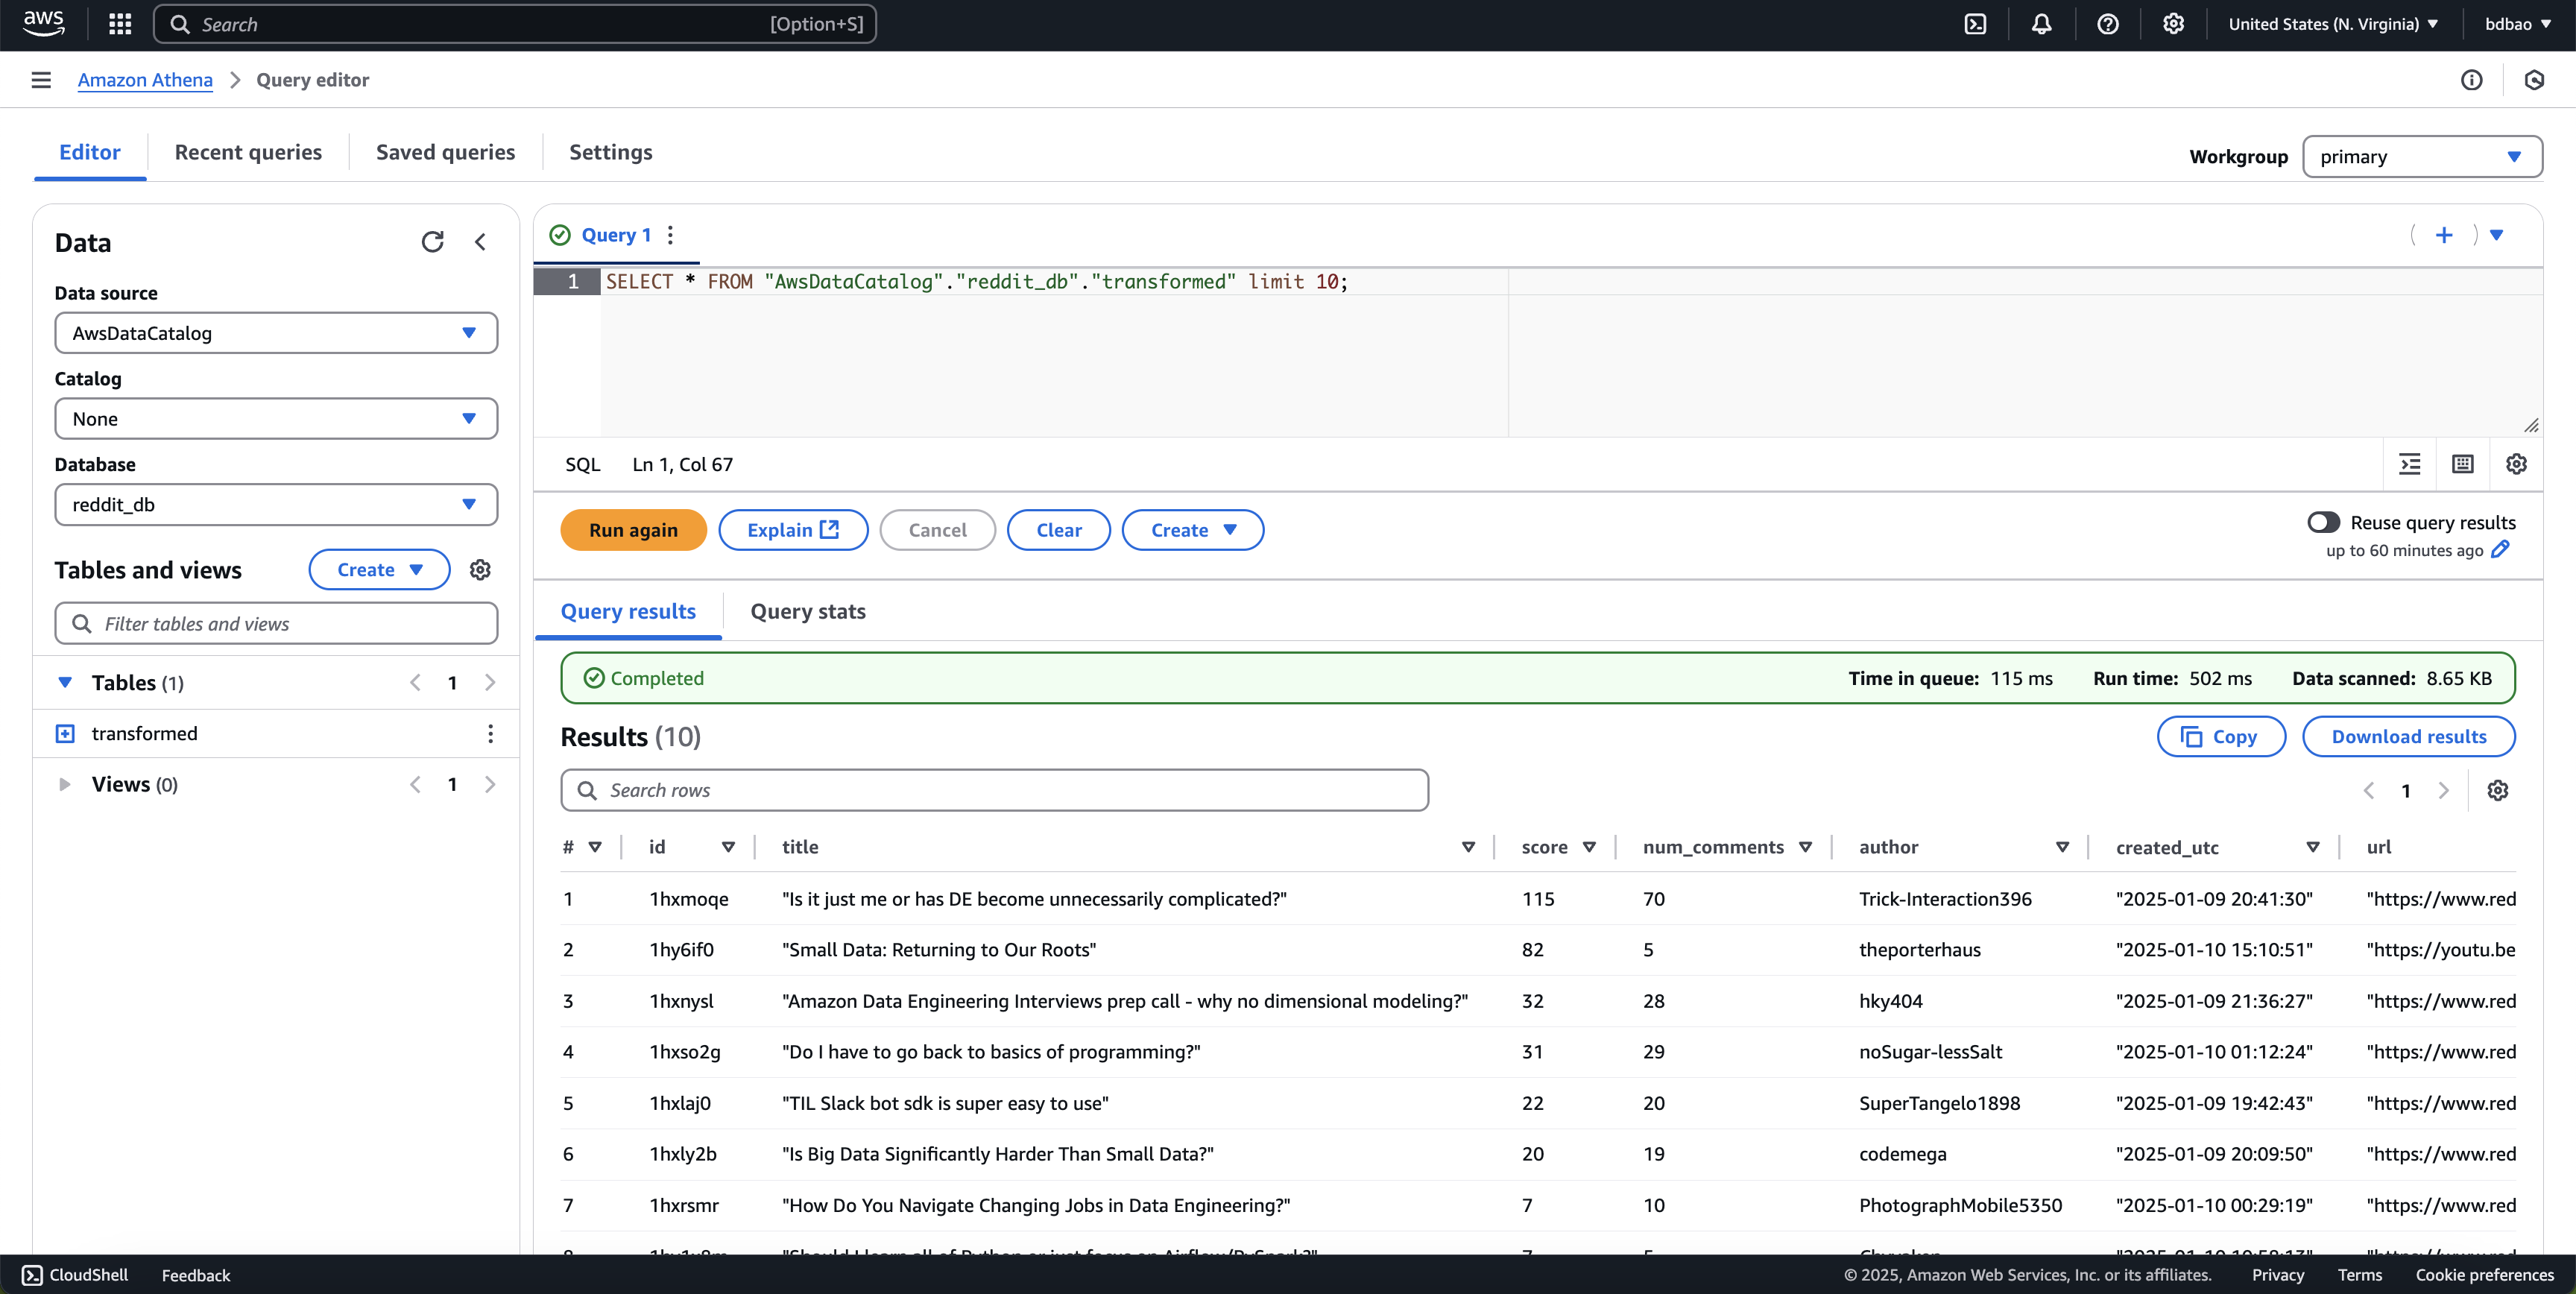 aws Search [Option+S] United States (N. Virginia) bdbao
Amazon Athena Query editor
Editor Recent queries Saved queries Settings Workgroup primary
Data
Data source
AwsDataCatalog
Catalog
None
Database
reddit_db
Tables and views Create
Filter tables and views
Tables (1) 1
transformed
Views (0) 1
Query 1
1 SELECT * FROM "AwsDataCatalog"."reddit_db"."transformed" limit 10;
SQL Ln 1, Col 67
Run again Explain Cancel Clear Create Reuse query results
up to 60 minutes ago
Query results Query stats
Completed Time in queue: 115 ms Run time: 502 ms Data scanned: 8.65 KB
Results (10) Copy Download results
Search rows 1
# id title score num_comments author created_utc url
1 1hxmoqe "Is it just me or has DE become unnecessarily complicated?" 115 70 Trick-Interaction396 "2025-01-09 20:41:30" "https://www.red
2 1hy6if0 "Small Data: Returning to Our Roots" 82 5 theporterhaus "2025-01-10 15:10:51" "https://youtu.be
3 1hxnysl "Amazon Data Engineering Interviews prep call - why no dimensional modeling?" 32 28 hky404 "2025-01-09 21:36:27" "https://www.red
4 1hxso2g "Do I have to go back to basics of programming?" 31 29 noSugar-lessSalt "2025-01-10 01:12:24" "https://www.red
5 1hxlaj0 "TIL Slack bot sdk is super easy to use" 22 20 SuperTangelo1898 "2025-01-09 19:42:43" "https://www.red
6 1hxly2b "Is Big Data Significantly Harder Than Small Data?" 20 19 codemega "2025-01-09 20:09:50" "https://www.red
7 1hxrsmr "How Do You Navigate Changing Jobs in Data Engineering?" 7 10 PhotographMobile5350 "2025-01-10 00:29:19" "https://www.red
"Should I learn all of Python or just focus on Airflow/PySpark?"
CloudShell Feedback © 2025, Amazon Web Services, Inc. or its affiliates. Privacy Terms Cookie preferences